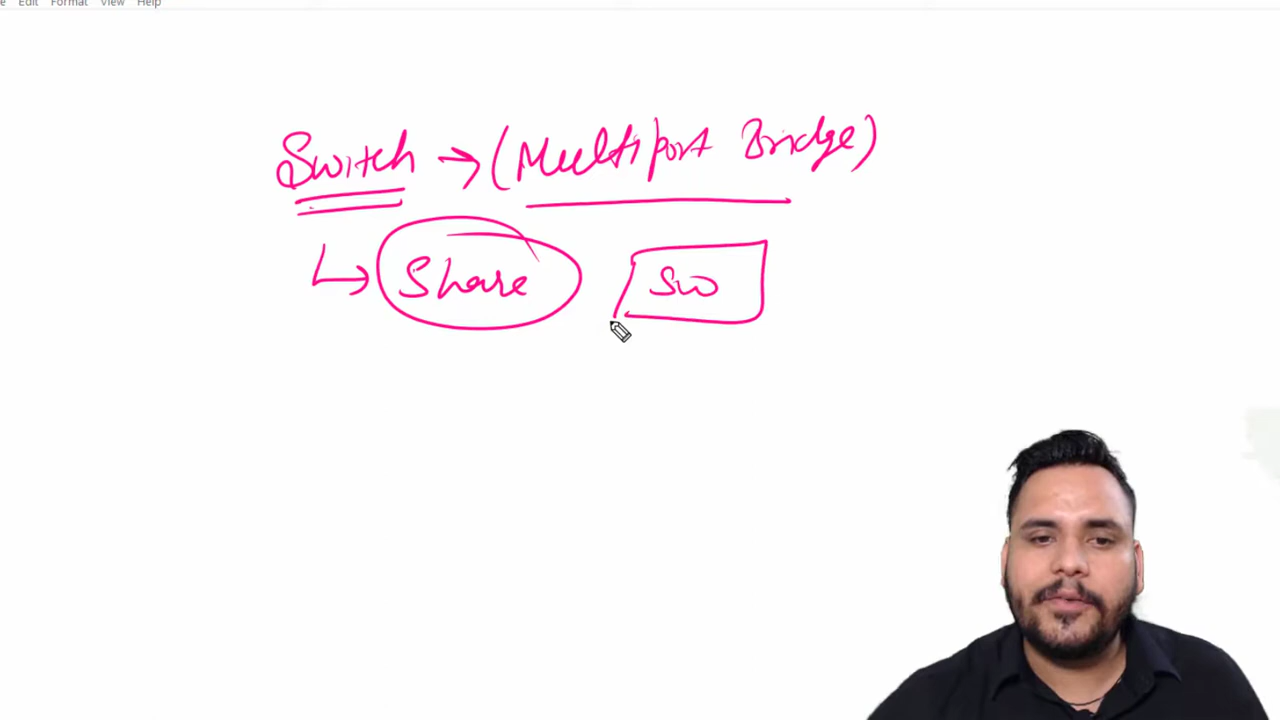 Edit Format View Help
Switch → (Multiport Bridge)
↳ Share SW